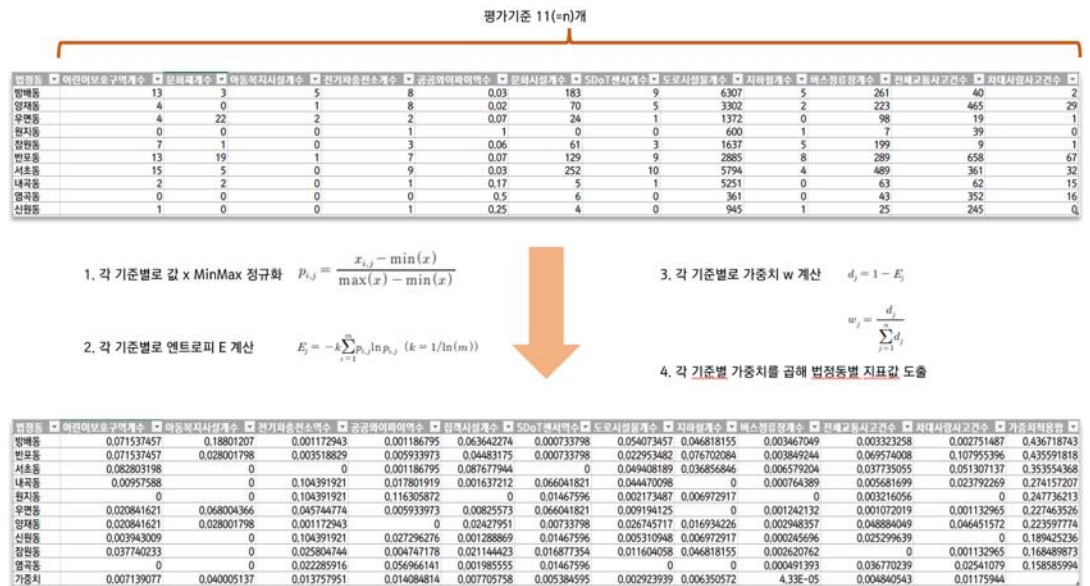 평가기준 11(=n)개
법정동 어린이보호구역개수 문화재개수 아동복지시설개수 전기차충전소개수 공공와이파이역수 문화시설개수 SDoT센서개수 도로시설물개수 지하철개수 버스정류장개수 전체교통사고건수 차대사람사고건수
방배동 13 3 5 8 0.03 183 9 6307 5 261 40 2
양재동 4 0 1 8 0.02 70 5 3302 2 223 465 29
우면동 4 22 2 2 0.07 24 1 1372 0 98 19 1
원지동 0 0 0 1 1 0 0 600 1 7 39 0
잠원동 7 1 0 3 0.06 61 3 1637 5 199 9 1
반포동 13 19 1 7 0.07 129 9 2885 8 289 658 67
서초동 15 5 0 9 0.03 252 10 5794 4 489 361 32
내곡동 2 2 0 1 0.17 5 1 5251 0 63 62 15
염곡동 0 0 0 0 0.5 6 0 361 0 43 352 16
신원동 1 0 0 1 0.25 4 0 945 1 25 245 0
1. 각 기준별로 값 x MinMax 정규화 p_{i,j} = (x_{i,j} − min(x)) / (max(x) − min(x))
2. 각 기준별로 엔트로피 E 계산 E_j = −k∑_{i=1}^{m} p_{i,j} ln p_{i,j} (k = 1/ln(m))
3. 각 기준별로 가중치 w 계산 d_j = 1 − E_j
w_j = d_j / ∑_{j=1}^{n} d_j
4. 각 기준별 가중치를 곱해 법정동별 지표값 도출
법정동 어린이보호구역개수 아동복지시설개수 전기차충전소역수 공공와이파이역수 집객시설개수 SDoT센서역수 도로시설물개수 지하철개수 버스정류장개수 전체교통사고건수 차대사람사고건수 가중치적용합
방배동 0.071537457 0.18801207 0.001172943 0.001186795 0.063642274 0.000733798 0.054073457 0.046818155 0.003467049 0.003323258 0.002751487 0.436718743
반포동 0.071537457 0.028001798 0.003518829 0.005933973 0.04483175 0.000733798 0.022953482 0.076702084 0.003849244 0.069574008 0.107955396 0.435591818
서초동 0.082803198 0 0 0.001186795 0.087677944 0 0.049408189 0.036856846 0.006579204 0.037735055 0.051307137 0.353554368
내곡동 0.00957588 0 0.104391921 0.017801919 0.001637212 0.066041821 0.044470098 0 0.000764389 0.005681699 0.023792269 0.274157207
원지동 0 0 0.104391921 0.116305872 0 0.01467596 0.002173487 0.006972917 0 0.003216056 0 0.247736213
우면동 0.020841621 0.068004366 0.045744774 0.005933973 0.00825573 0.066041821 0.009194125 0 0.001242132 0.001072019 0.001132965 0.227463526
양재동 0.020841621 0.028001798 0.001172943 0 0.02427951 0.00733798 0.026745717 0.016934226 0.002948357 0.048884049 0.046451572 0.223597774
신원동 0.003943009 0 0.104391921 0.027296276 0.001288869 0.01467596 0.005310948 0.006972917 0.000245696 0.025299639 0 0.189425236
잠원동 0.037740233 0 0.025804744 0.004747178 0.021144423 0.016877354 0.011604058 0.046818155 0.002620762 0 0.001132965 0.168489873
염곡동 0 0 0.022285916 0.056966141 0.001985555 0.01467596 0 0 0.000491393 0.036770239 0.02541079 0.158585994
가중치 0.007139077 0.040005137 0.013757951 0.014084814 0.007705758 0.005384595 0.002923939 0.006350572 4.33E-05 0.004840543 0.01175944